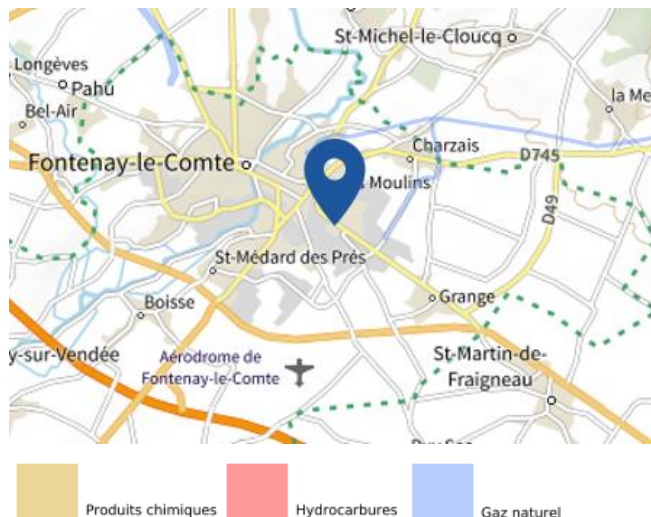 St-Michel-le-Cloucq
Longèves
Pahu
Bel-Air
la Me
Charzais
D745
Fontenay-le-Comte
Moulins
D49
St-Médard des Prés
Boisse
Grange
y-sur-Vendée
Aérodrome de
Fontenay-le-Comte
St-Martin-de-
Fraigneau
Produits chimiques
Hydrocarbures
Gaz naturel